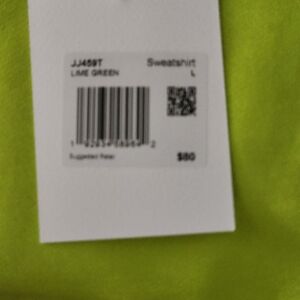 JJ459T Sweatshirt
LIME GREEN L
Suggested Retail $80